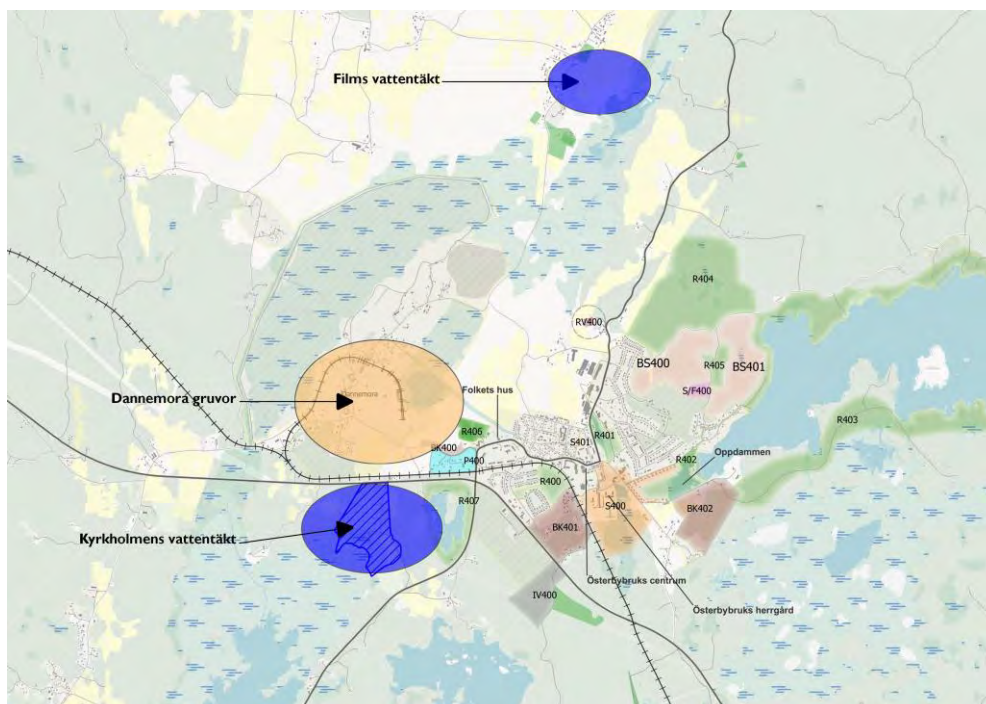 Films vattentäkt
R404
RV400
BS400
R405
BS401
S/F400
Dannemora gruvor
Folkets hus
R403
R406
R401
BK400
S401
P400
R402
Oppdammen
R400
R407
S400
BK402
BK401
Kyrkholmens vattentäkt
Österbybruks centrum
IV400
Österbybruks herrgård